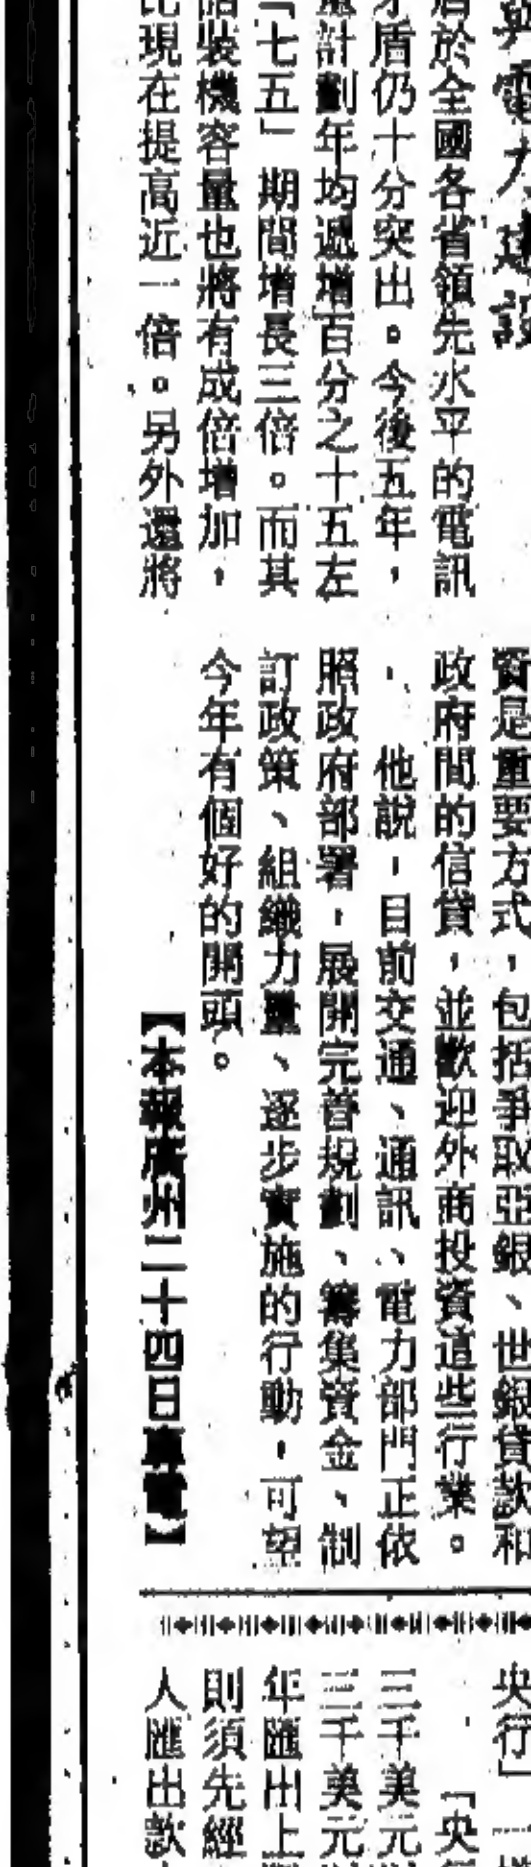 與電力建設
居於全國各省領先水平的電訊
矛盾仍十分突出。今後五年，
量計劃年均遞增百分之十五左
「七五」期間增長三倍。而其
話裝機容量也將有成倍增加，
比現在提高近一倍。另外還將
資是重要方式，包括爭取亞銀、世銀貸款和
政府間的信貸，並歡迎外商投資這些行業。
他說，目前交通、通訊、電力部門正依
照政府部署，展開完善規劃、籌集資金、制
訂政策、組織力量、逐步實施的行動，可望
今年有個好的開頭。
【本報廣州二十四日專電】
央行」一
「央
三千美元
三千美元
年匯出上
則須先經
人匯出款